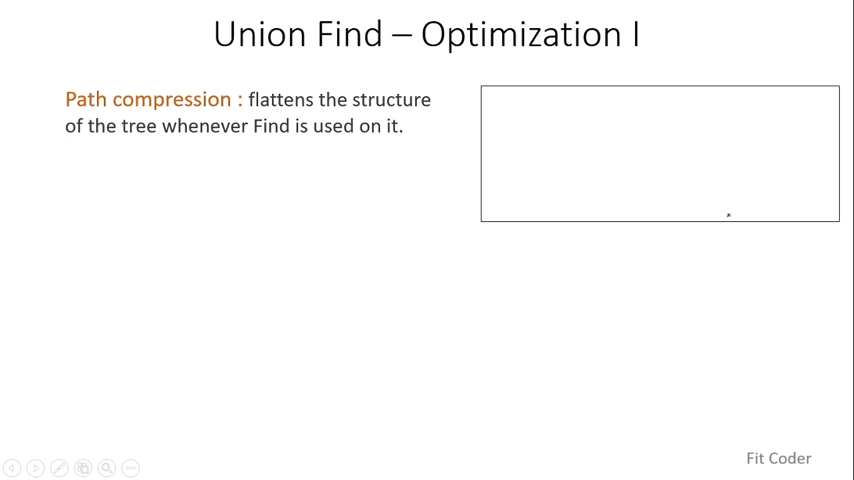 Union Find – Optimization I
Path compression : flattens the structure
of the tree whenever Find is used on it.
Fit Coder